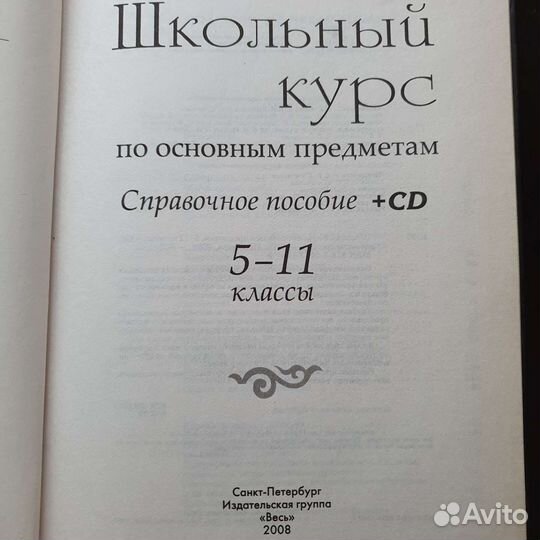 Школьный
курс
по основным предметам
Справочное пособие +CD
5–11
классы
Санкт-Петербург
Издательская группа
«Весь»
2008
Avito